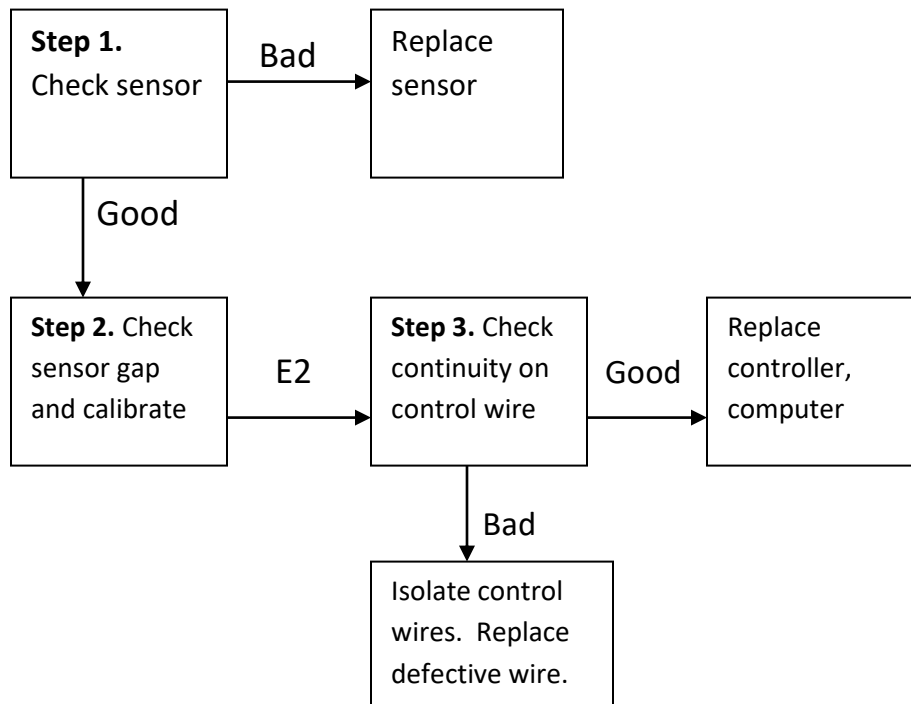 Step 1.
Check sensor
Bad
Replace
sensor
Good
Step 2. Check
sensor gap
and calibrate
E2
Step 3. Check
continuity on
control wire
Good
Replace
controller,
computer
Bad
Isolate control
wires.  Replace
defective wire.